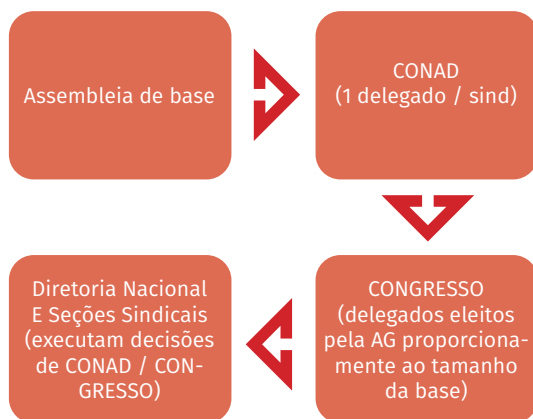 Assembleia de base
CONAD
(1 delegado / sind)
CONGRESSO
(delegados eleitos
pela AG proporciona-
mente ao tamanho
da base)
Diretoria Nacional
E Seções Sindicais
(executam decisões
de CONAD / CON-
GRESSO)